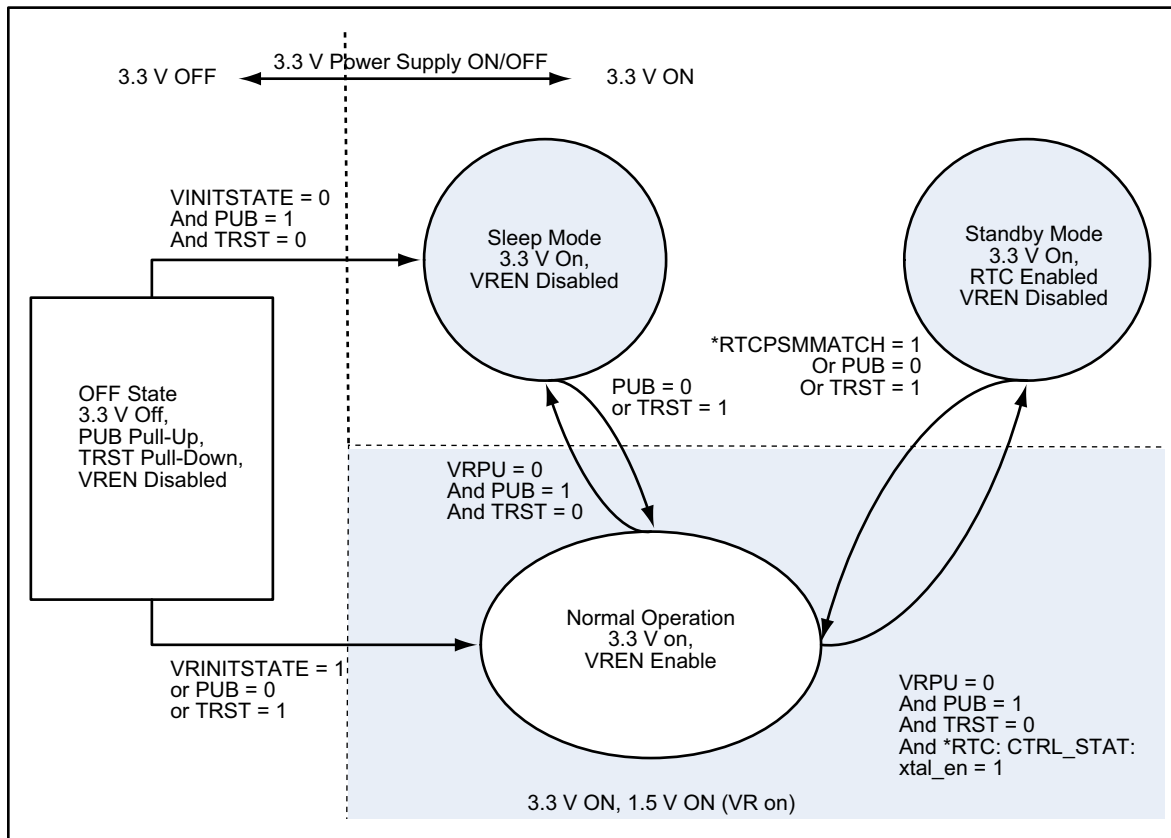 3.3 V Power Supply ON/OFF
3.3 V OFF
3.3 V ON
VINITSTATE = 0
And PUB = 1
And TRST = 0
Sleep Mode
3.3 V On,
VREN Disabled
Standby Mode
3.3 V On,
RTC Enabled
VREN Disabled
*RTCPSMMATCH = 1
Or PUB = 0
Or TRST = 1
PUB = 0
or TRST = 1
OFF State
3.3 V Off,
PUB Pull-Up,
TRST Pull-Down,
VREN Disabled
VRPU = 0
And PUB = 1
And TRST = 0
Normal Operation
3.3 V on,
VREN Enable
VRINITSTATE = 1
or PUB = 0
or TRST = 1
VRPU = 0
And PUB = 1
And TRST = 0
And *RTC: CTRL_STAT:
xtal_en = 1
3.3 V ON, 1.5 V ON (VR on)